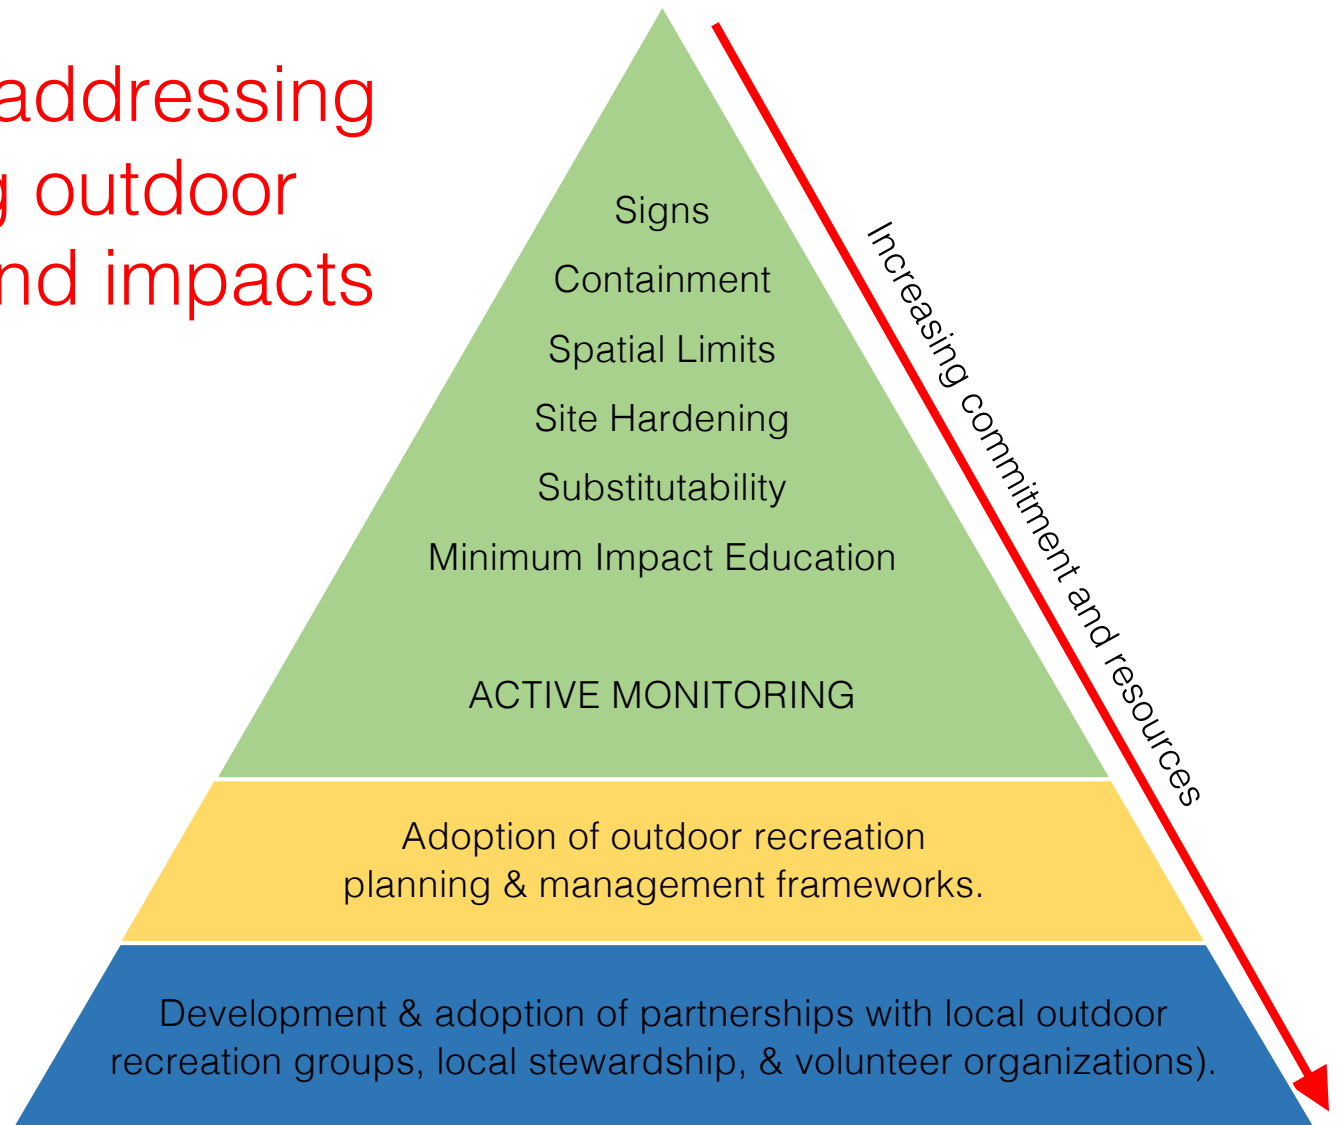 addressing
g outdoor
nd impacts
Signs
Containment
Spatial Limits
Site Hardening
Substitutability
Minimum Impact Education
ACTIVE MONITORING
Adoption of outdoor recreation
planning & management frameworks.
Development & adoption of partnerships with local outdoor
recreation groups, local stewardship, & volunteer organizations).
Increasing commitment and resources